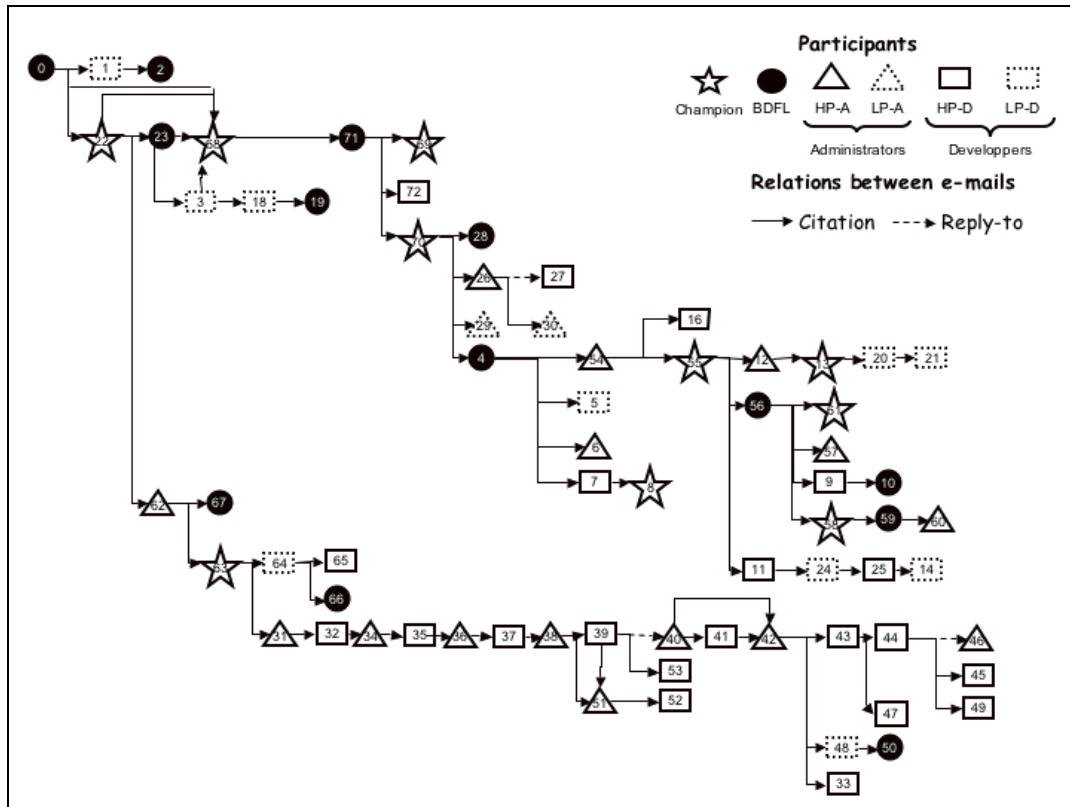 Participants
Champion BDFL HP-A LP-A HP-D LP-D
Administrators Developpers
Relations between e-mails
Citation Reply-to
0 1 2
22 23 68 71 69
3 18 19 72
70 28
26 27
29 30
16
4 54 55 12 13 20 21
5 56 61
6 57
7 8 9 10
62 67 58 59 60
63 64 65 11 24 25 14
66
31 32 34 35 36 37 38 39 40 41 42 43 44 46
53 45
51 52 49
47
48 50
33